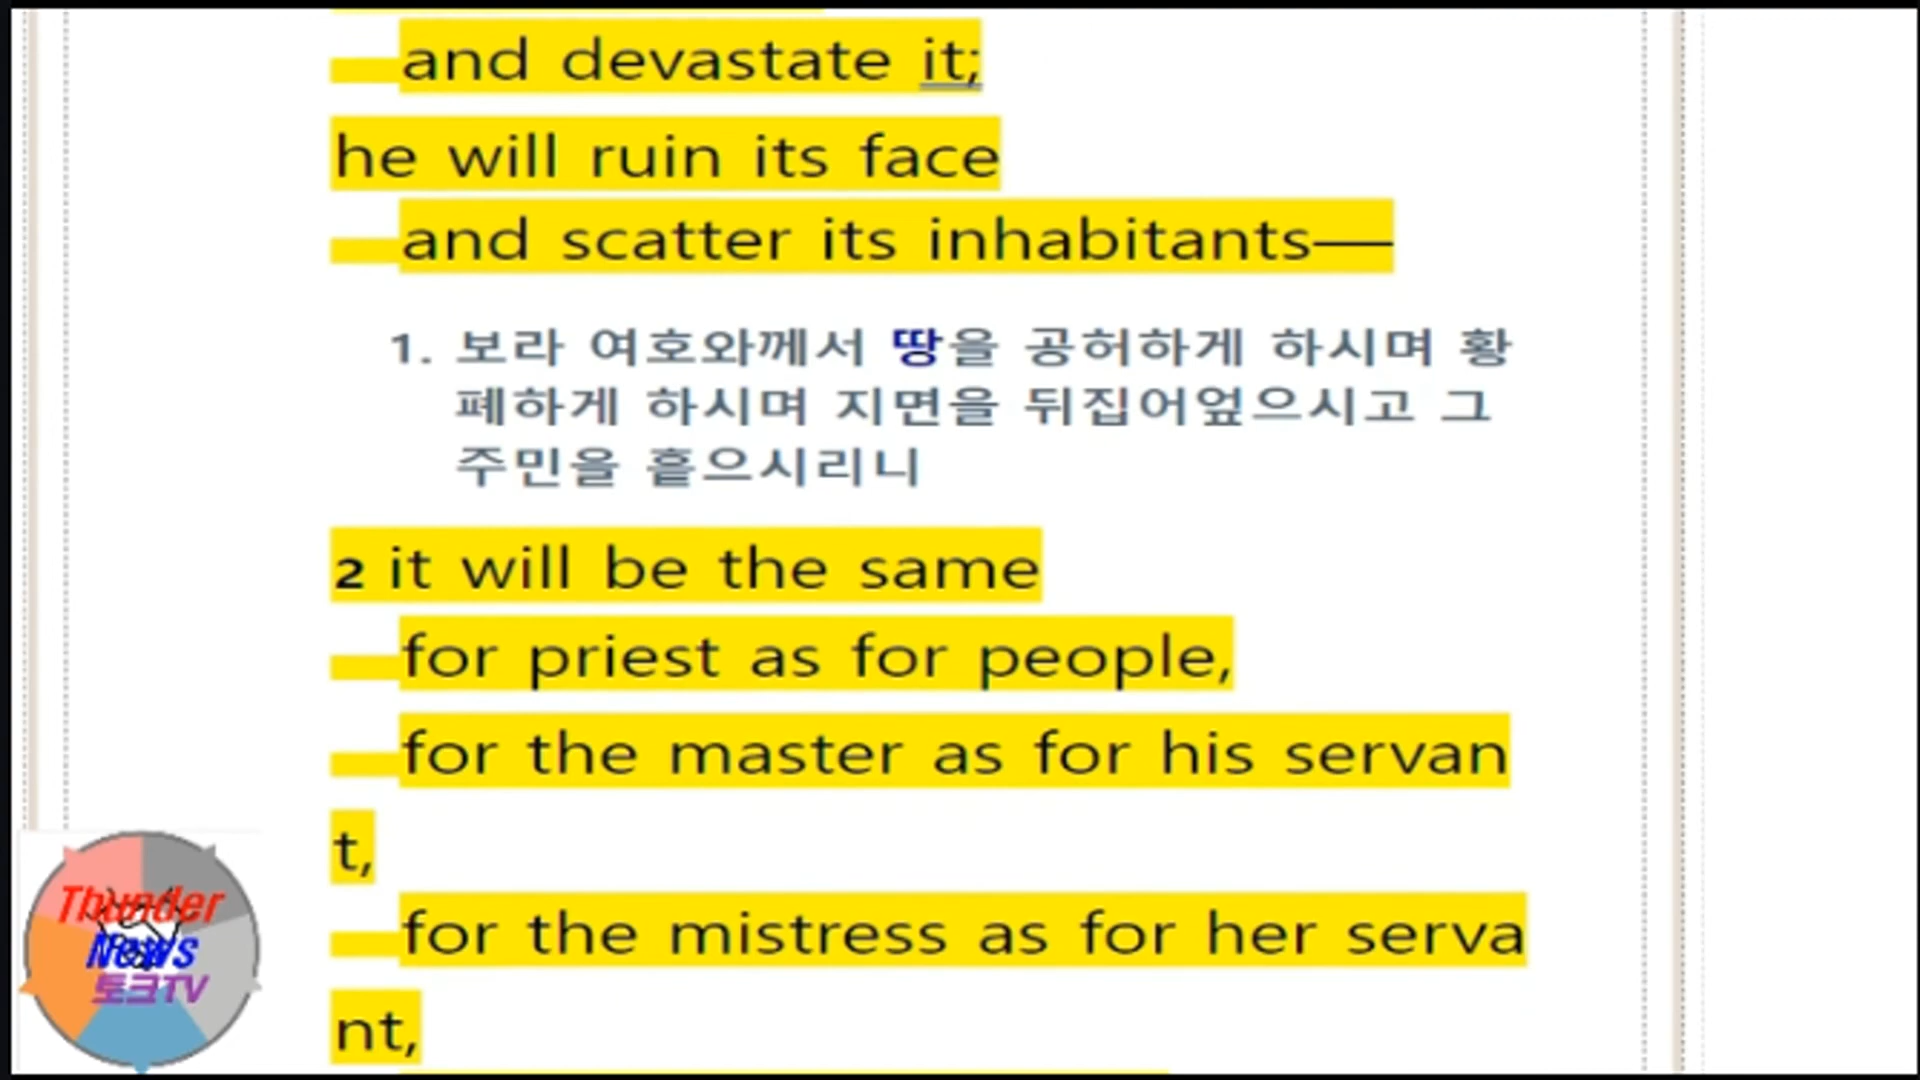 and devastate it;
he will ruin its face
and scatter its inhabitants—
1. 보라 여호와께서 땅을 공허하게 하시며 황
폐하게 하시며 지면을 뒤집어엎으시고 그
주민을 흩으시리니
2 it will be the same
for priest as for people,
for the master as for his servan
t,
for the mistress as for her serva
nt,
Thunder
News
토크TV